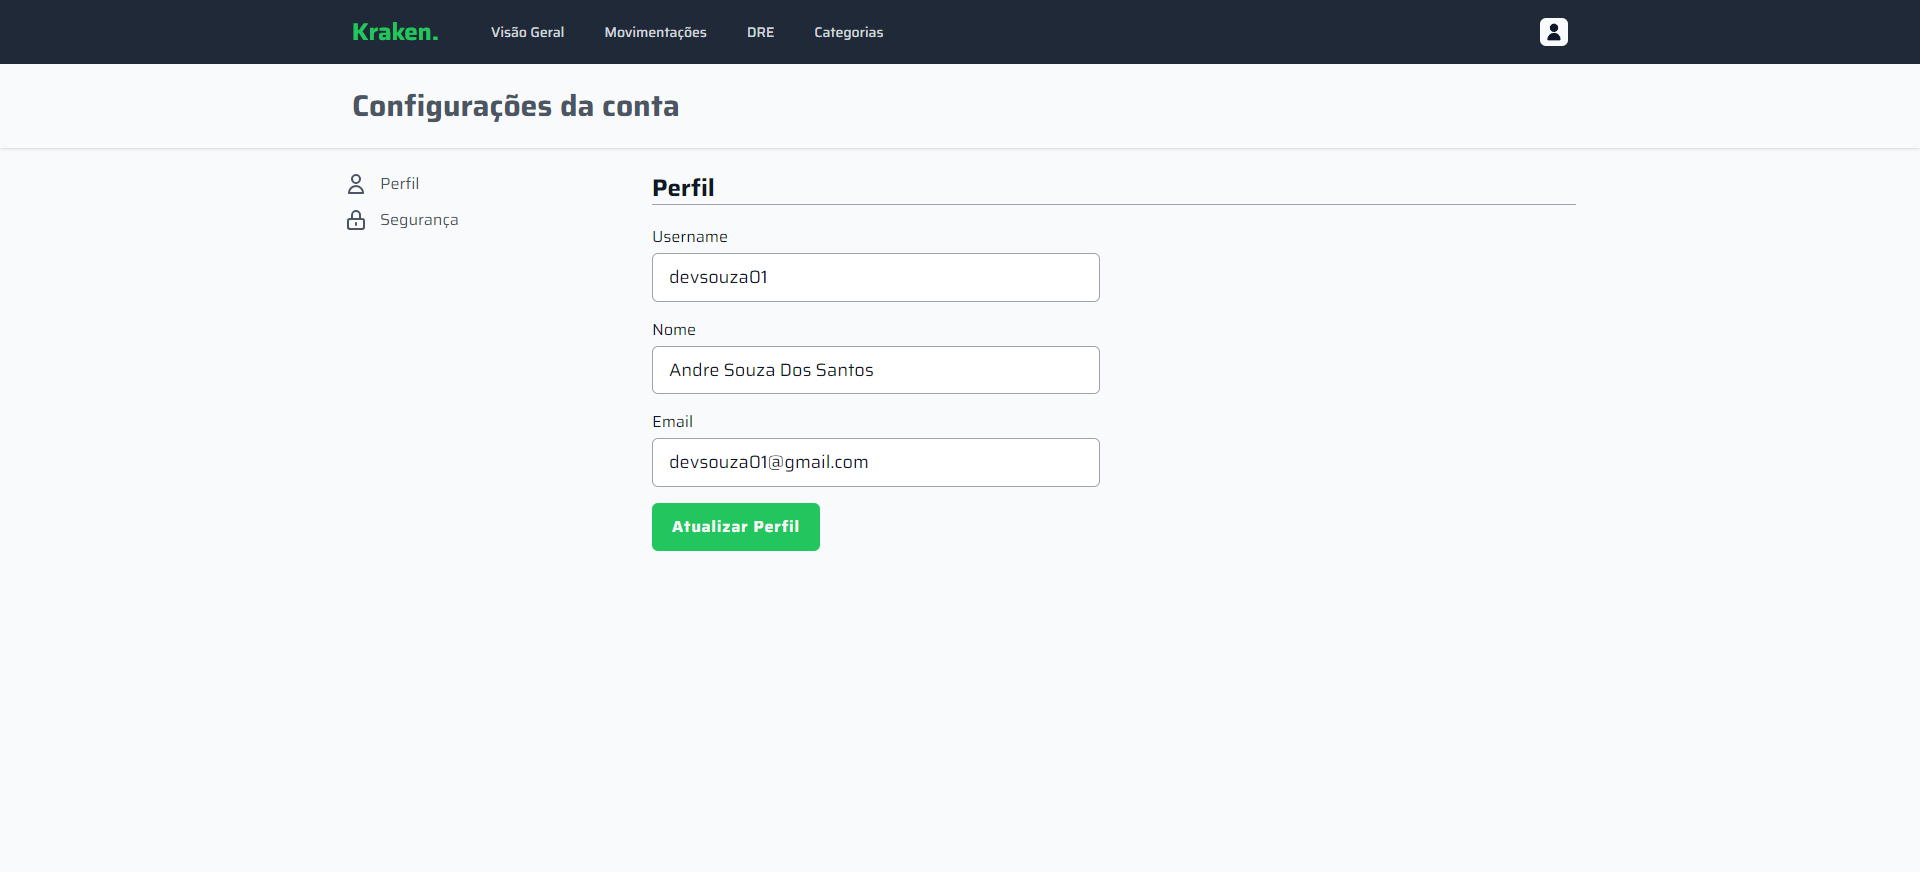 Kraken. Visão Geral Movimentações DRE Categorias
Configurações da conta
Perfil
Segurança
Perfil
Username
devsouza01
Nome
Andre Souza Dos Santos
Email
devsouza01@gmail.com
Atualizar Perfil